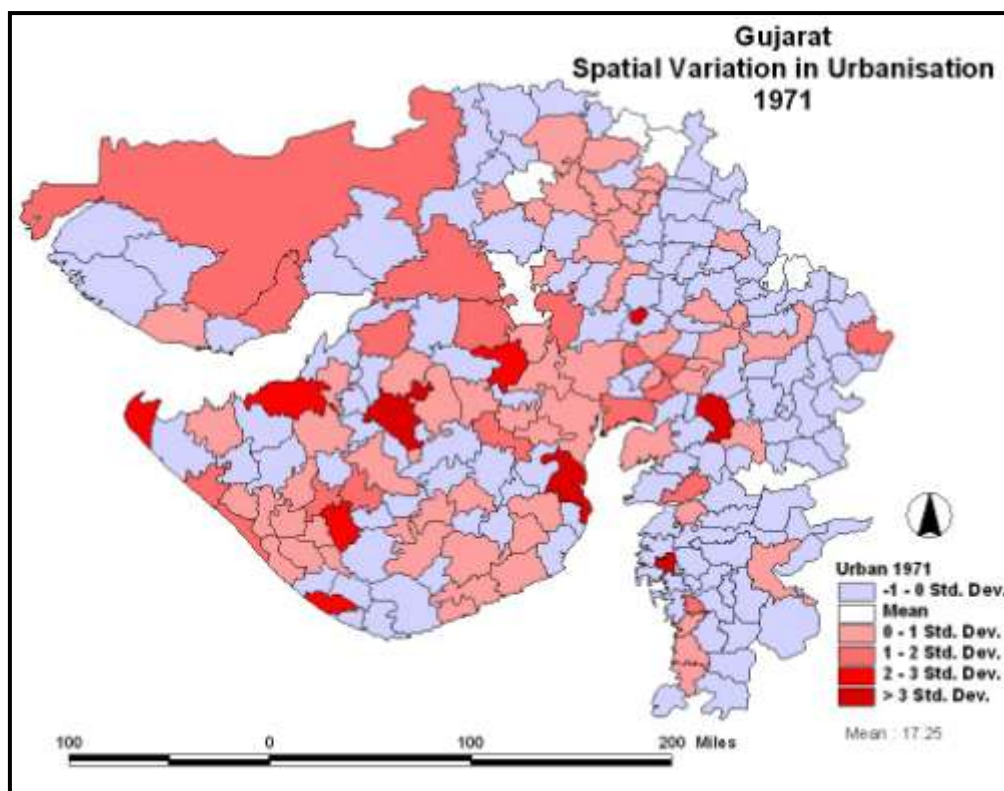 Gujarat
Spatial Variation in Urbanisation
1971
Urban 1971
-1 - 0 Std. Dev.
Mean
0 - 1 Std. Dev.
1 - 2 Std. Dev.
2 - 3 Std. Dev.
> 3 Std. Dev.
Mean : 17.25
100 0 100 200 Miles